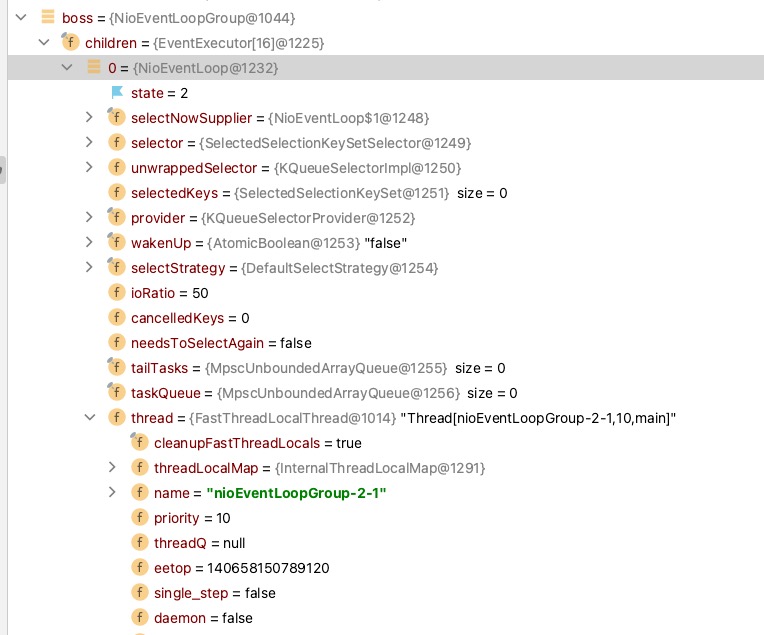 boss = {NioEventLoopGroup@1044}
children = {EventExecutor[16]@1225}
0 = {NioEventLoop@1232}
state = 2
selectNowSupplier = {NioEventLoop$1@1248}
selector = {SelectedSelectionKeySetSelector@1249}
unwrappedSelector = {KQueueSelectorImpl@1250}
selectedKeys = {SelectedSelectionKeySet@1251} size = 0
provider = {KQueueSelectorProvider@1252}
wakenUp = {AtomicBoolean@1253} "false"
selectStrategy = {DefaultSelectStrategy@1254}
ioRatio = 50
cancelledKeys = 0
needsToSelectAgain = false
tailTasks = {MpscUnboundedArrayQueue@1255} size = 0
taskQueue = {MpscUnboundedArrayQueue@1256} size = 0
thread = {FastThreadLocalThread@1014} "Thread[nioEventLoopGroup-2-1,10,main]"
cleanupFastThreadLocals = true
threadLocalMap = {InternalThreadLocalMap@1291}
name = "nioEventLoopGroup-2-1"
priority = 10
threadQ = null
eetop = 140658150789120
single_step = false
daemon = false